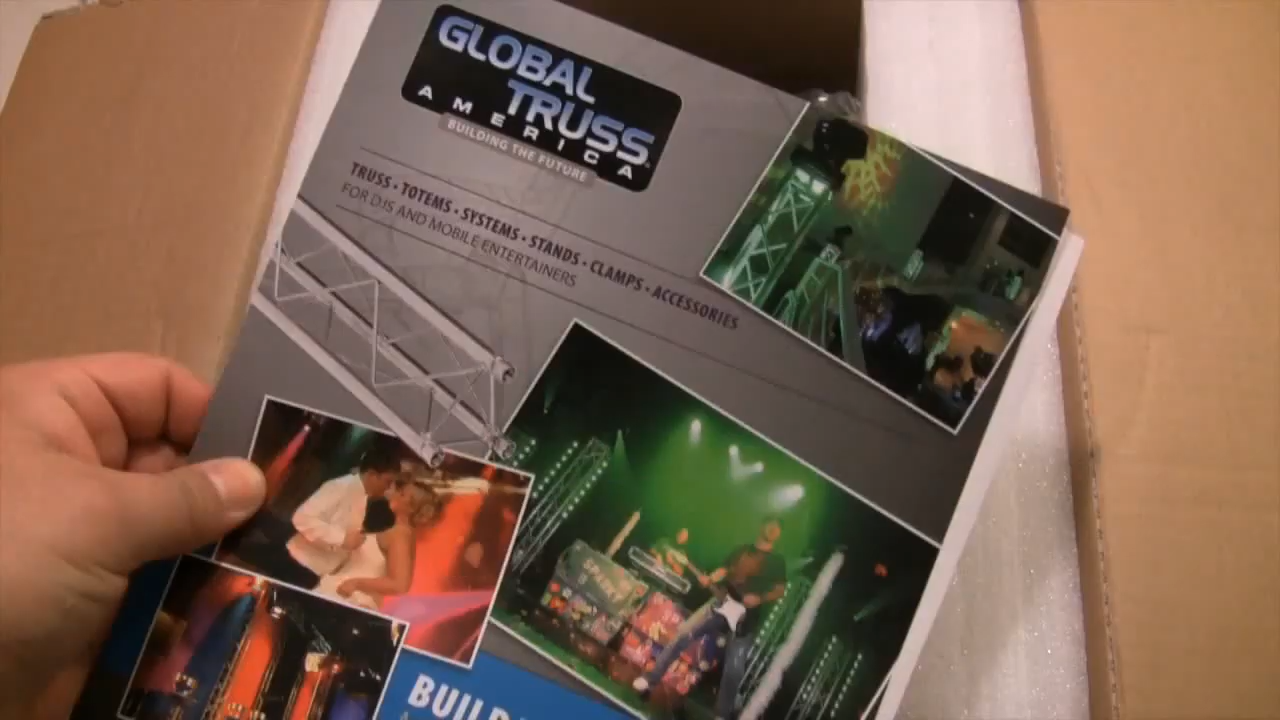 GLOBAL
TRUSS
AMERICA
BUILDING THE FUTURE
TRUSS • TOTEMS • SYSTEMS • STANDS • CLAMPS • ACCESSORIES
FOR DJS AND MOBILE ENTERTAINERS